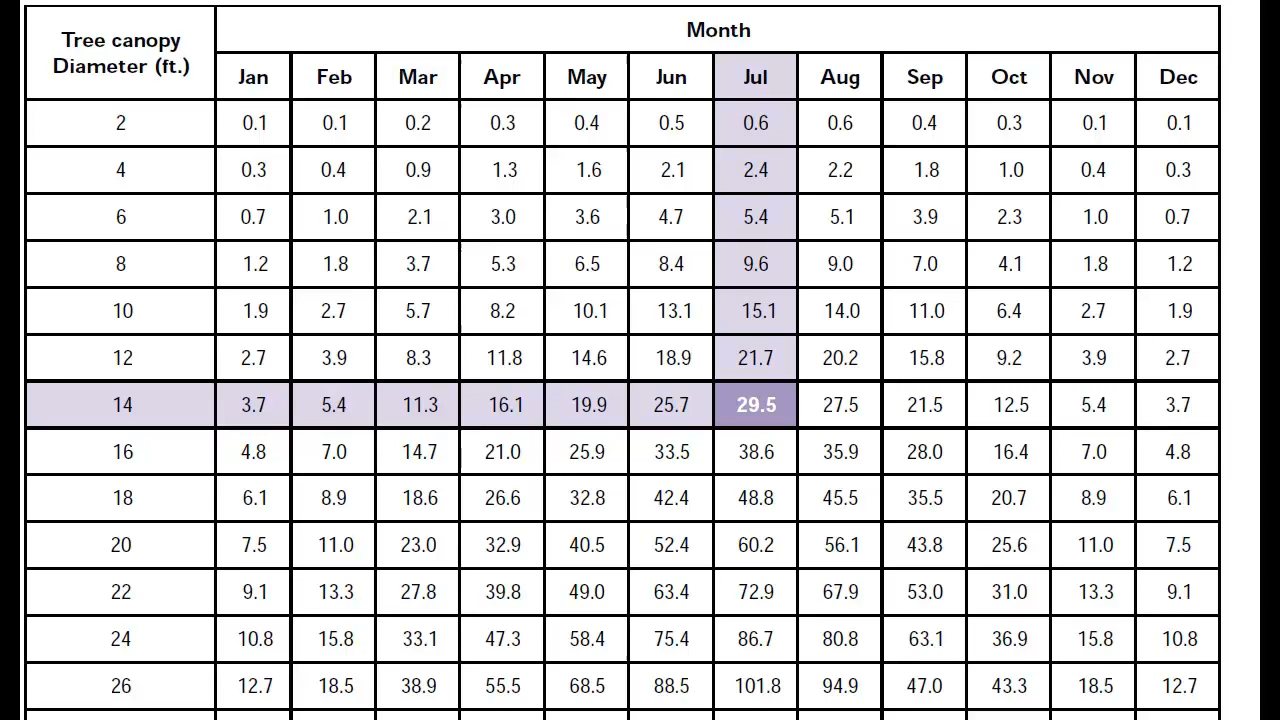 Tree canopy
Diameter (ft.)
Month
Jan Feb Mar Apr May Jun Jul Aug Sep Oct Nov Dec
2 0.1 0.1 0.2 0.3 0.4 0.5 0.6 0.6 0.4 0.3 0.1 0.1
4 0.3 0.4 0.9 1.3 1.6 2.1 2.4 2.2 1.8 1.0 0.4 0.3
6 0.7 1.0 2.1 3.0 3.6 4.7 5.4 5.1 3.9 2.3 1.0 0.7
8 1.2 1.8 3.7 5.3 6.5 8.4 9.6 9.0 7.0 4.1 1.8 1.2
10 1.9 2.7 5.7 8.2 10.1 13.1 15.1 14.0 11.0 6.4 2.7 1.9
12 2.7 3.9 8.3 11.8 14.6 18.9 21.7 20.2 15.8 9.2 3.9 2.7
14 3.7 5.4 11.3 16.1 19.9 25.7 29.5 27.5 21.5 12.5 5.4 3.7
16 4.8 7.0 14.7 21.0 25.9 33.5 38.6 35.9 28.0 16.4 7.0 4.8
18 6.1 8.9 18.6 26.6 32.8 42.4 48.8 45.5 35.5 20.7 8.9 6.1
20 7.5 11.0 23.0 32.9 40.5 52.4 60.2 56.1 43.8 25.6 11.0 7.5
22 9.1 13.3 27.8 39.8 49.0 63.4 72.9 67.9 53.0 31.0 13.3 9.1
24 10.8 15.8 33.1 47.3 58.4 75.4 86.7 80.8 63.1 36.9 15.8 10.8
26 12.7 18.5 38.9 55.5 68.5 88.5 101.8 94.9 47.0 43.3 18.5 12.7